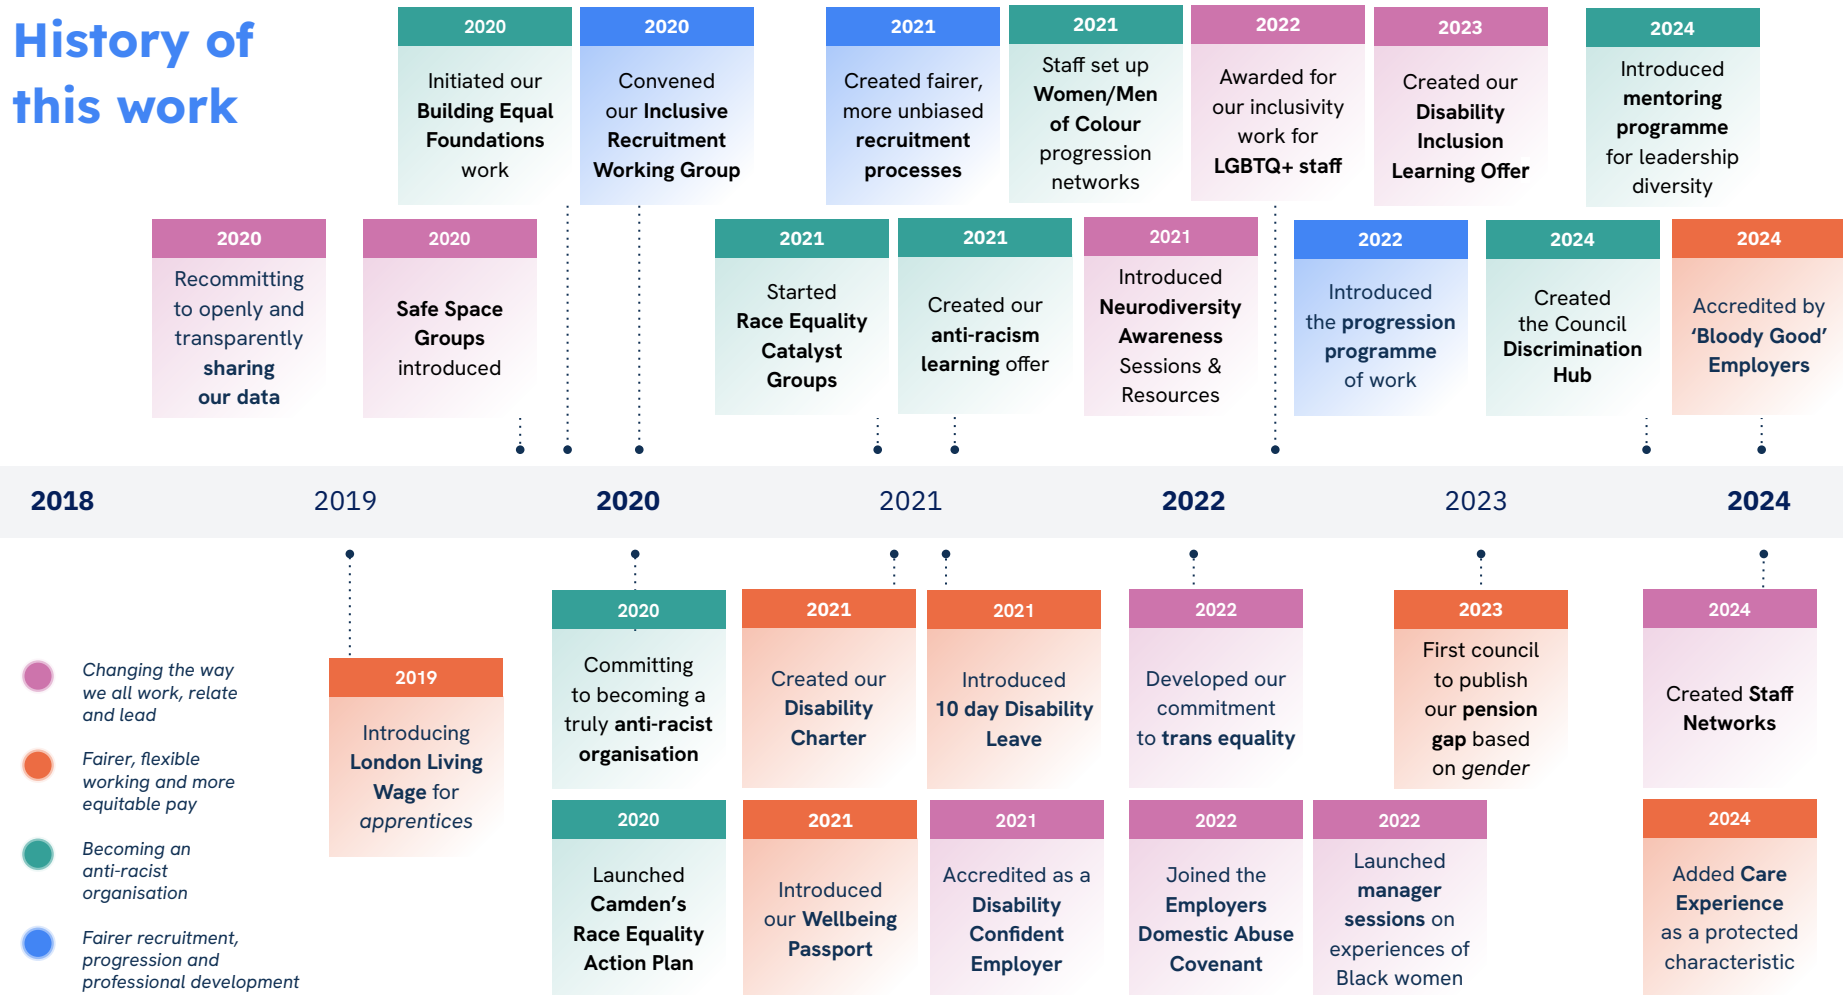 History of
this work
2020
Initiated our
Building Equal
Foundations
work
2020
Convened
our Inclusive
Recruitment
Working Group
2021
Created fairer,
more unbiased
recruitment
processes
2021
Staff set up
Women/Men
of Colour
progression
networks
2022
Awarded for
our inclusivity
work for
LGBTQ+ staff
2023
Created our
Disability
Inclusion
Learning Offer
2024
Introduced
mentoring
programme
for leadership
diversity
2020
Recommitting
to openly and
transparently
sharing
our data
2020
Safe Space
Groups
introduced
2021
Started
Race Equality
Catalyst
Groups
2021
Created our
anti-racism
learning offer
2021
Introduced
Neurodiversity
Awareness
Sessions &
Resources
2022
Introduced
the progression
programme
of work
2024
Created
the Council
Discrimination
Hub
2024
Accredited by
‘Bloody Good’
Employers
2018 2019 2020 2021 2022 2023 2024
Changing the way
we all work, relate
and lead
Fairer, flexible
working and more
equitable pay
Becoming an
anti-racist
organisation
Fairer recruitment,
progression and
professional development
2019
Introducing
London Living
Wage for
apprentices
2020
Committing
to becoming a
truly anti-racist
organisation
2021
Created our
Disability
Charter
2021
Introduced
10 day Disability
Leave
2022
Developed our
commitment
to trans equality
2023
First council
to publish
our pension
gap based
on gender
2024
Created Staff
Networks
2020
Launched
Camden’s
Race Equality
Action Plan
2021
Introduced
our Wellbeing
Passport
2021
Accredited as a
Disability
Confident
Employer
2022
Joined the
Employers
Domestic Abuse
Covenant
2022
Launched
manager
sessions on
experiences of
Black women
2024
Added Care
Experience
as a protected
characteristic